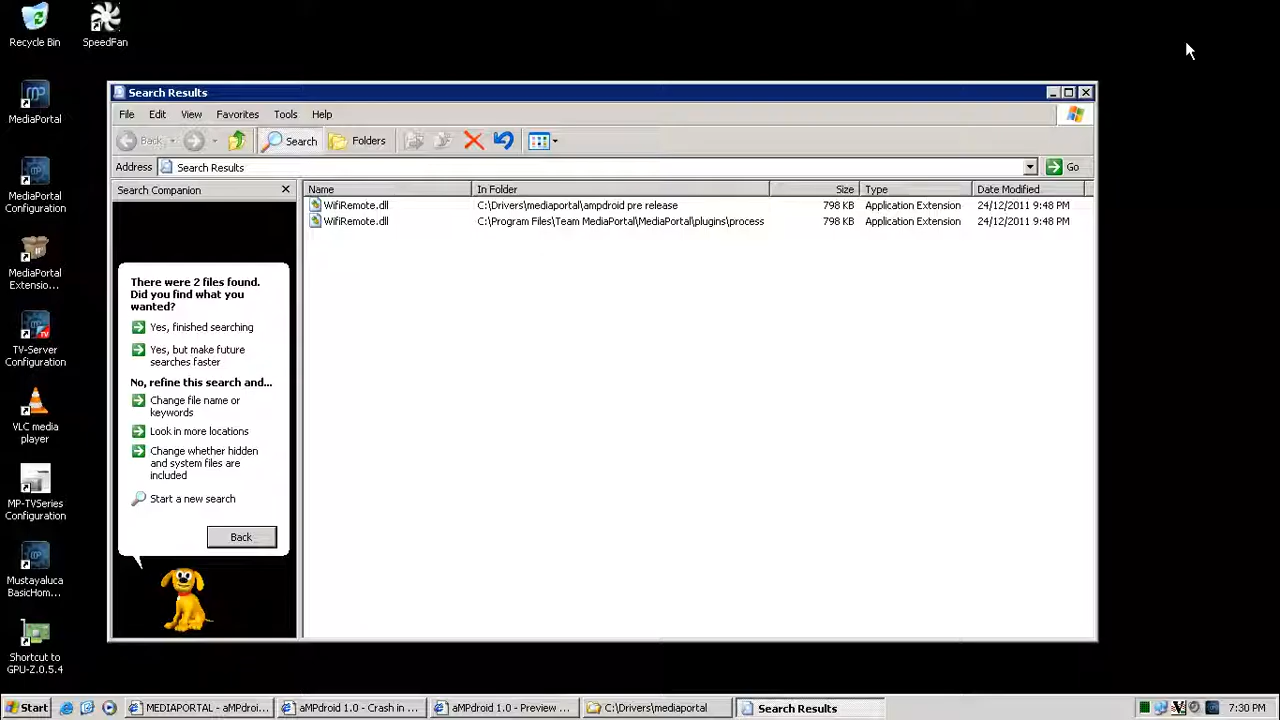 Recycle Bin
SpeedFan
MediaPortal
MediaPortal
Configuration
MediaPortal
Extensio...
TV-Server
Configuration
VLC media
player
MP-TVSeries
Configuration
Mustayaluca
BasicHom...
Shortcut to
GPU-Z.0.5.4
Search Results
File Edit View Favorites Tools Help
Back Search Folders
Address Search Results Go
Search Companion
Name In Folder Size Type Date Modified
WifiRemote.dll C:\Drivers\mediaportal\ampdroid pre release 798 KB Application Extension 24/12/2011 9:48 PM
WifiRemote.dll C:\Program Files\Team MediaPortal\MediaPortal\plugins\process 798 KB Application Extension 24/12/2011 9:48 PM
There were 2 files found.
Did you find what you
wanted?
Yes, finished searching
Yes, but make future
searches faster
No, refine this search and...
Change file name or
keywords
Look in more locations
Change whether hidden
and system files are
included
Start a new search
Back
Start MEDIAPORTAL - aMPdroi... aMPdroid 1.0 - Crash in ... aMPdroid 1.0 - Preview ... C:\Drivers\mediaportal Search Results 7:30 PM